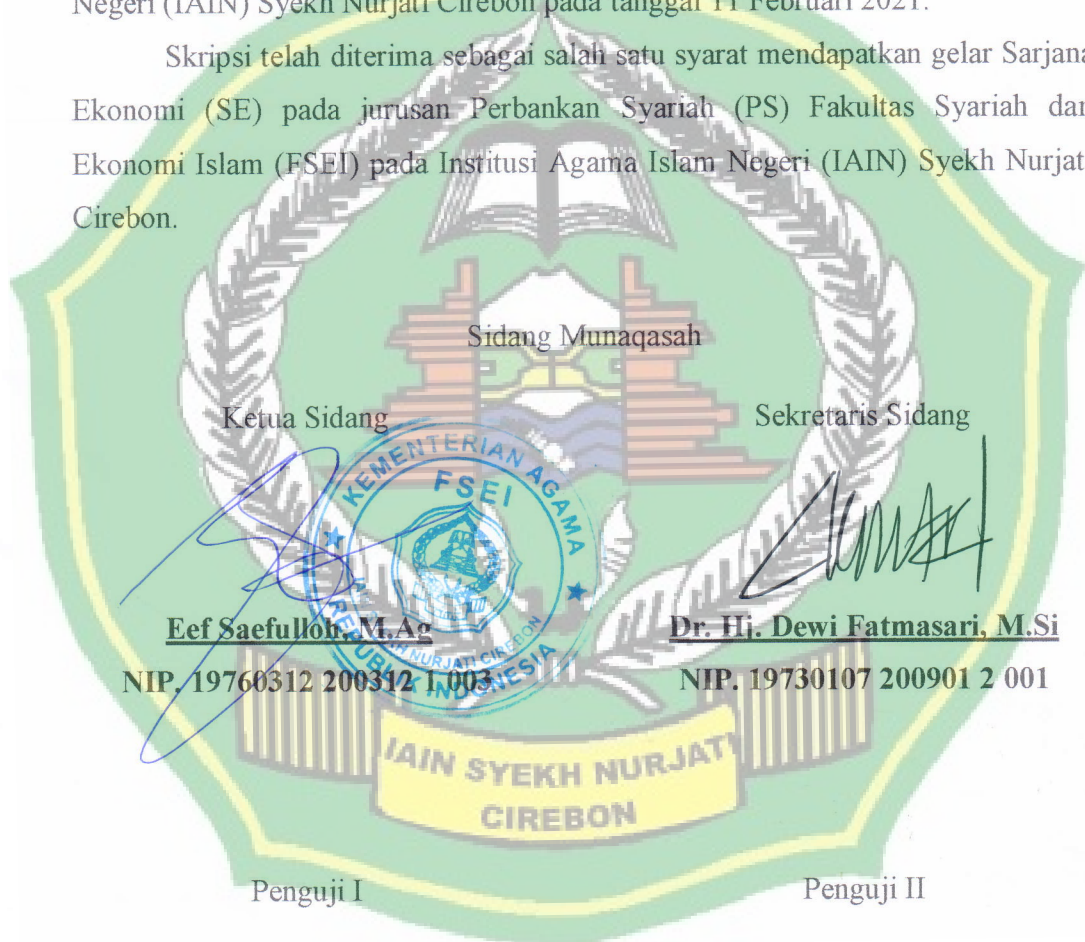 Negeri (IAIN) Syekh Nurjati Cirebon pada tanggal 11 Februari 2021.
Skripsi telah diterima sebagai salah satu syarat mendapatkan gelar Sarjana
Ekonomi (SE) pada jurusan Perbankan Syariah (PS) Fakultas Syariah dan
Ekonomi Islam (FSEI) pada Institusi Agama Islam Negeri (IAIN) Syekh Nurjati
Cirebon.
Sidang Munaqasah
Ketua Sidang
Sekretaris Sidang
KEMENTERIAN AGAMA
FSEI
NURJATI CIREBON
REPUBLIK INDONESIA
Eef Saefulloh, M.Ag
Dr. Hj. Dewi Fatmasari, M.Si
NIP. 19760312 200312 1 003
NIP. 19730107 200901 2 001
IAIN SYEKH NURJATI
CIREBON
Penguji I
Penguji II